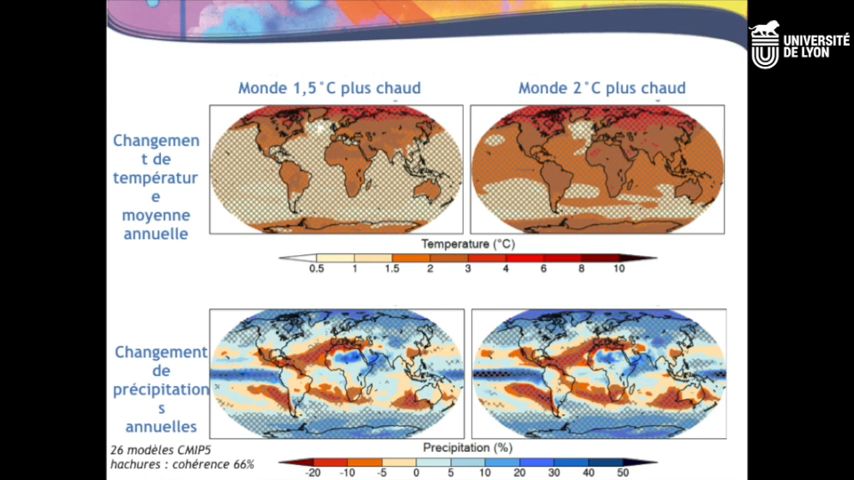 UNIVERSITÉ
DE LYON
Monde 1,5°C plus chaud
Monde 2°C plus chaud
Changemen
t de
températur
e
moyenne
annuelle
Temperature (°C)
0.5 1 1.5 2 3 4 6 8 10
Changement
de
précipitation
s
annuelles
26 modèles CMIP5
hachures : cohérence 66%
Precipitation (%)
-20 -10 -5 0 5 10 20 30 40 50